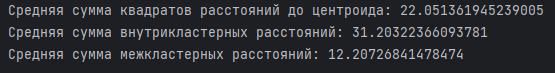 Средняя сумма квадратов расстояний до центроида: 22.051361945239005
Средняя сумма внутрикластерных расстояний: 31.20322366093781
Средняя сумма межкластерных расстояний: 12.20726841478474